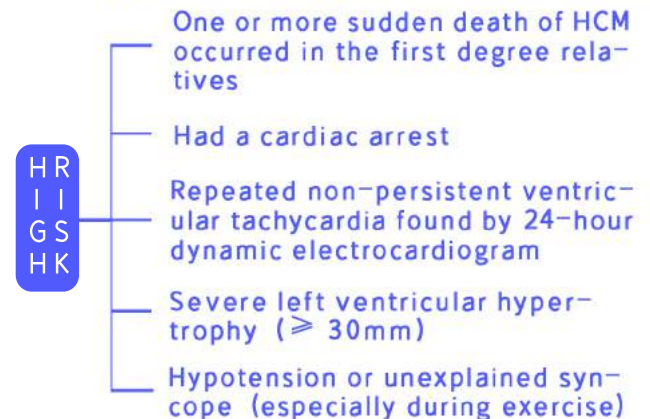 HIGH RISK
One or more sudden death of HCM
occurred in the first degree rela-
tives
Had a cardiac arrest
Repeated non-persistent ventric-
ular tachycardia found by 24-hour
dynamic electrocardiogram
Severe left ventricular hyper-
trophy (⩾ 30mm)
Hypotension or unexplained syn-
cope (especially during exercise)